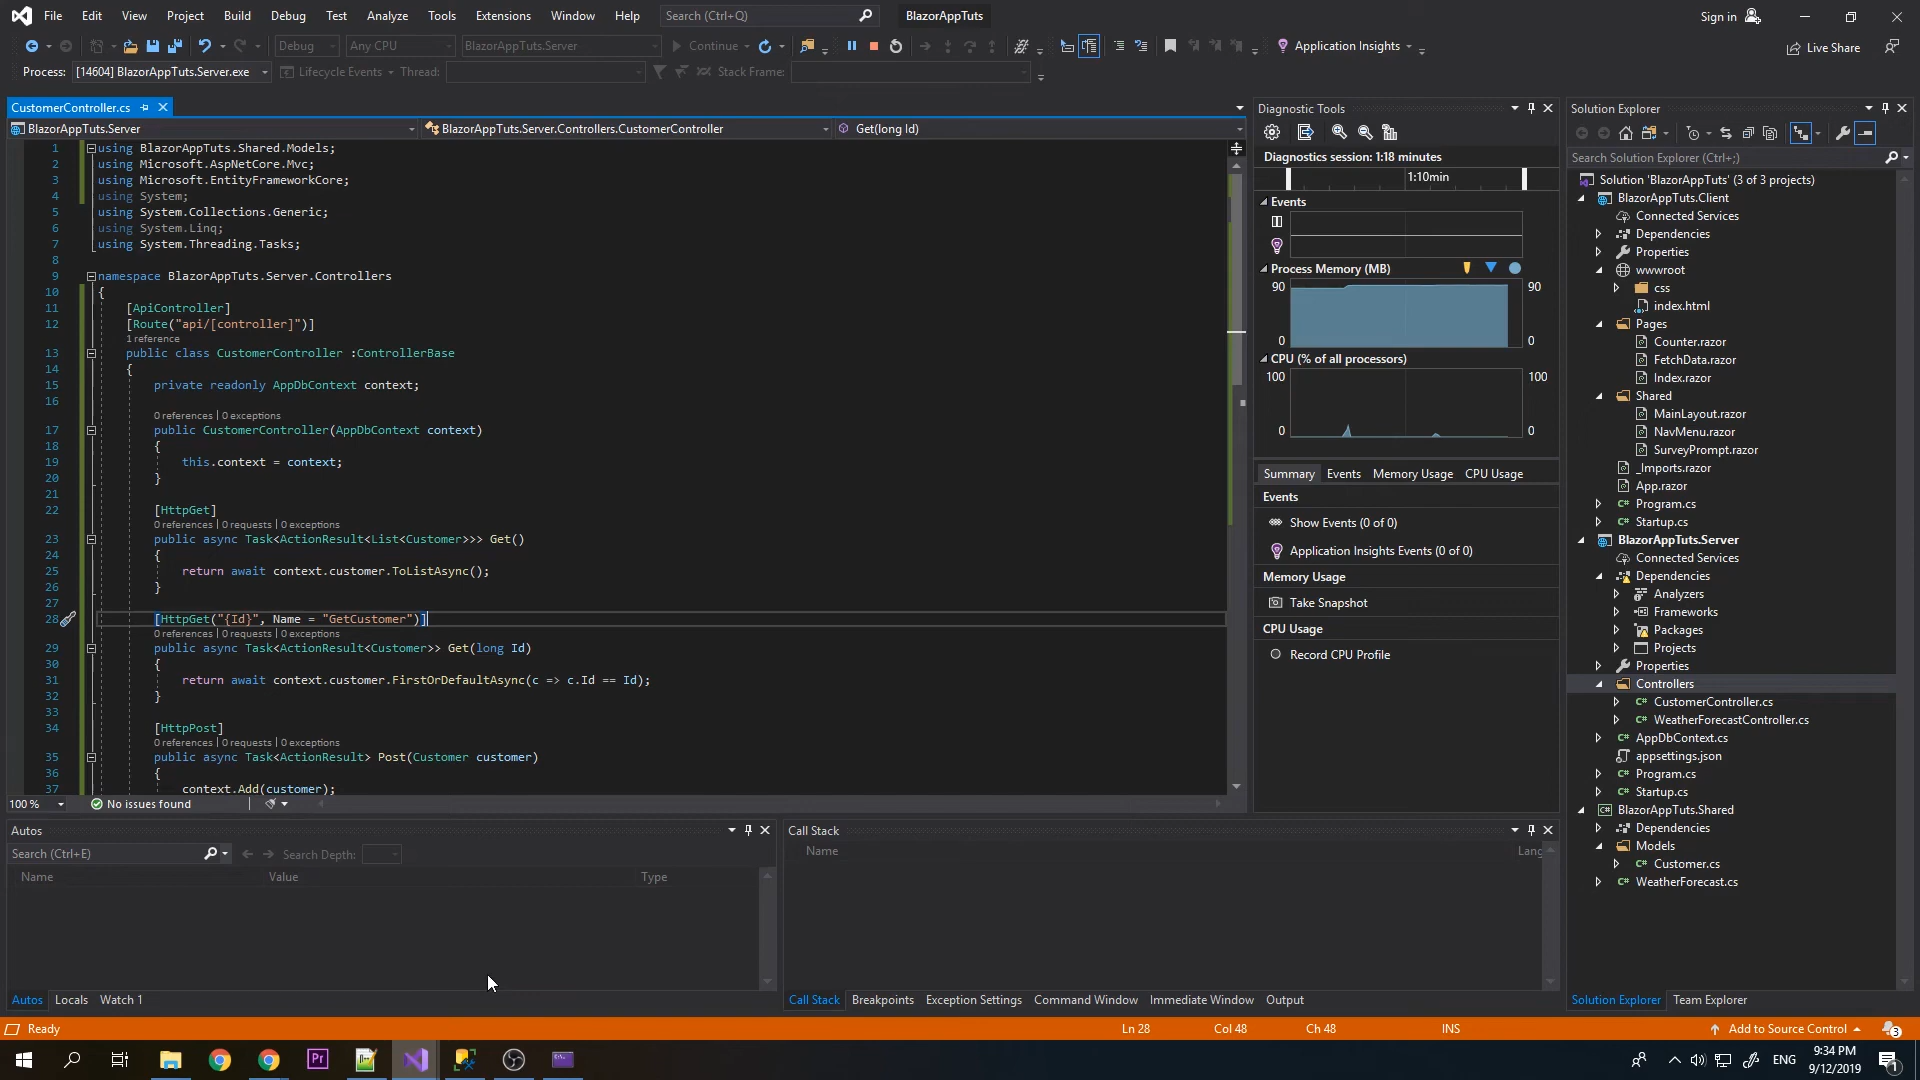 File Edit View Project Build Debug Test Analyze Tools Extensions Window Help Search (Ctrl+Q) BlazorAppTuts Sign in
Debug Any CPU BlazorAppTuts.Server Continue Application Insights Live Share
Process: [14604] BlazorAppTuts.Server.exe Lifecycle Events Thread: Stack Frame:
CustomerController.cs
BlazorAppTuts.Server BlazorAppTuts.Server.Controllers.CustomerController Get(long Id)
1 using BlazorAppTuts.Shared.Models;
2 using Microsoft.AspNetCore.Mvc;
3 using Microsoft.EntityFrameworkCore;
4 using System;
5 using System.Collections.Generic;
6 using System.Linq;
7 using System.Threading.Tasks;
8
9 namespace BlazorAppTuts.Server.Controllers
10 {
11 [ApiController]
12 [Route("api/[controller]")]
1 reference
13 public class CustomerController :ControllerBase
14 {
15 private readonly AppDbContext context;
16
0 references | 0 exceptions
17 public CustomerController(AppDbContext context)
18 {
19 this.context = context;
20 }
21
22 [HttpGet]
0 references | 0 requests | 0 exceptions
23 public async Task<ActionResult<List<Customer>>> Get()
24 {
25 return await context.customer.ToListAsync();
26 }
27
28 [HttpGet("{Id}", Name = "GetCustomer")]
0 references | 0 requests | 0 exceptions
29 public async Task<ActionResult<Customer>> Get(long Id)
30 {
31 return await context.customer.FirstOrDefaultAsync(c => c.Id == Id);
32 }
33
34 [HttpPost]
0 references | 0 requests | 0 exceptions
35 public async Task<ActionResult> Post(Customer customer)
36 {
37 context.Add(customer);
100 % No issues found
Autos
Search (Ctrl+E) Search Depth:
Name Value Type
Autos Locals Watch 1
Call Stack
Name Lang
Call Stack Breakpoints Exception Settings Command Window Immediate Window Output
Diagnostic Tools
Diagnostics session: 1:18 minutes
1:10min
Events
Process Memory (MB)
90 90
0 0
CPU (% of all processors)
100 100
0 0
Summary Events Memory Usage CPU Usage
Events
Show Events (0 of 0)
Application Insights Events (0 of 0)
Memory Usage
Take Snapshot
CPU Usage
Record CPU Profile
Solution Explorer
Search Solution Explorer (Ctrl+;)
Solution 'BlazorAppTuts' (3 of 3 projects)
BlazorAppTuts.Client
Connected Services
Dependencies
Properties
wwwroot
css
index.html
Pages
Counter.razor
FetchData.razor
Index.razor
Shared
MainLayout.razor
NavMenu.razor
SurveyPrompt.razor
_Imports.razor
App.razor
C# Program.cs
C# Startup.cs
BlazorAppTuts.Server
Connected Services
Dependencies
Analyzers
Frameworks
Packages
Projects
Properties
Controllers
C# CustomerController.cs
C# WeatherForecastController.cs
C# AppDbContext.cs
appsettings.json
C# Program.cs
C# Startup.cs
C# BlazorAppTuts.Shared
Dependencies
Models
C# Customer.cs
C# WeatherForecast.cs
Solution Explorer Team Explorer
Ready Ln 28 Col 48 Ch 48 INS Add to Source Control 3
Pr ENG 9:34 PM
9/12/2019 1